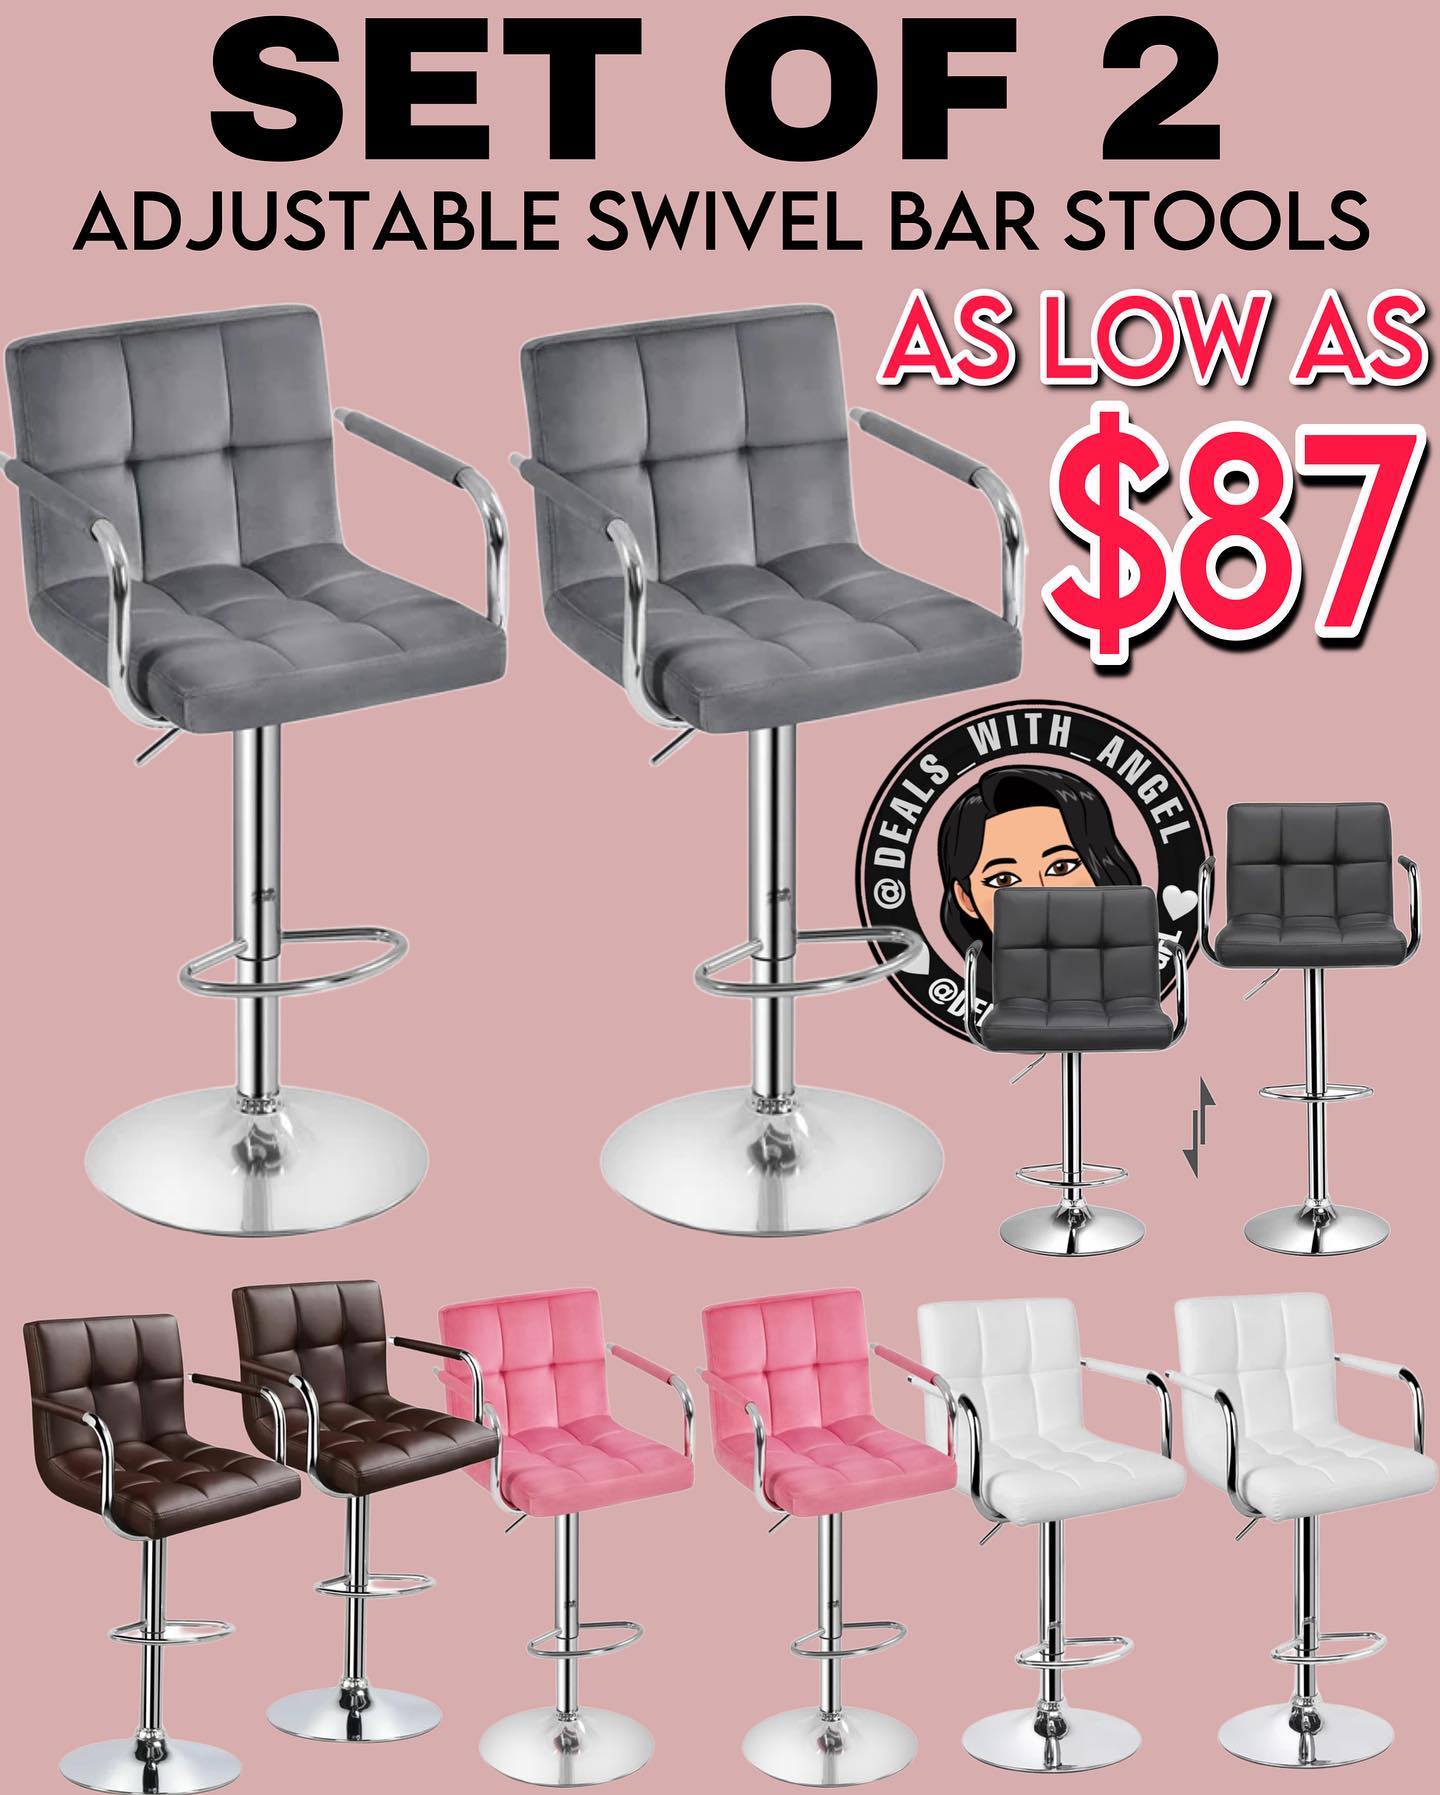 SET OF 2
ADJUSTABLE SWIVEL BAR STOOLS
AS LOW AS
$87
@DEALS_WITH_ANGEL